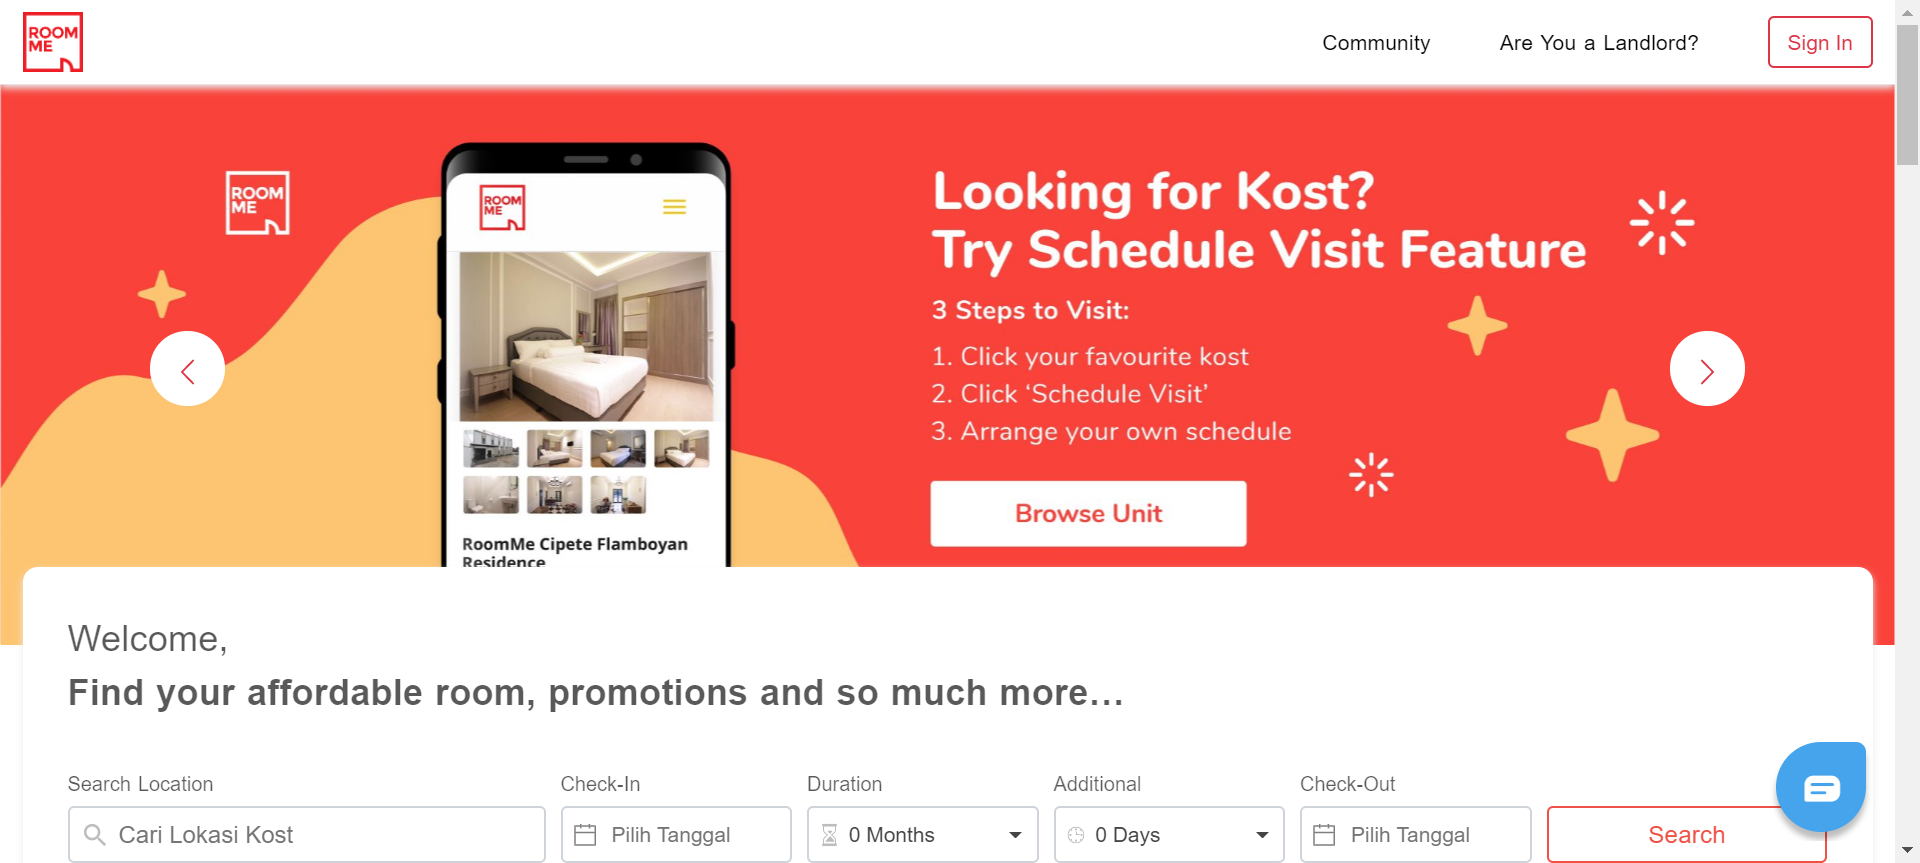 ROOM
ME
Community
Are You a Landlord?
Sign In
ROOM
ME
ROOM
ME
Looking for Kost?
Try Schedule Visit Feature
3 Steps to Visit:
1. Click your favourite kost
2. Click ‘Schedule Visit’
3. Arrange your own schedule
Browse Unit
RoomMe Cipete Flamboyan
Residence
Welcome,
Find your affordable room, promotions and so much more...
Search Location
Check-In
Duration
Additional
Check-Out
Cari Lokasi Kost
Pilih Tanggal
0 Months
0 Days
Pilih Tanggal
Search